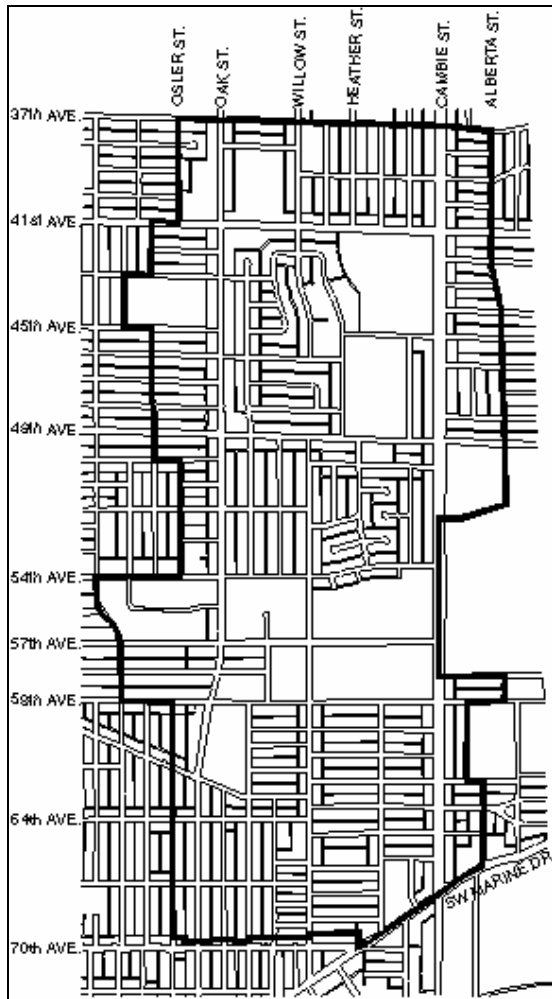 OSLER ST.
OAK ST.
WILLOW ST.
HEATHER ST.
CAMBIE ST.
ALBERTA ST.
37th AVE.
41st AVE.
45th AVE.
49th AVE.
54th AVE.
57th AVE.
59th AVE.
64th AVE.
SW MARINE DR.
70th AVE.